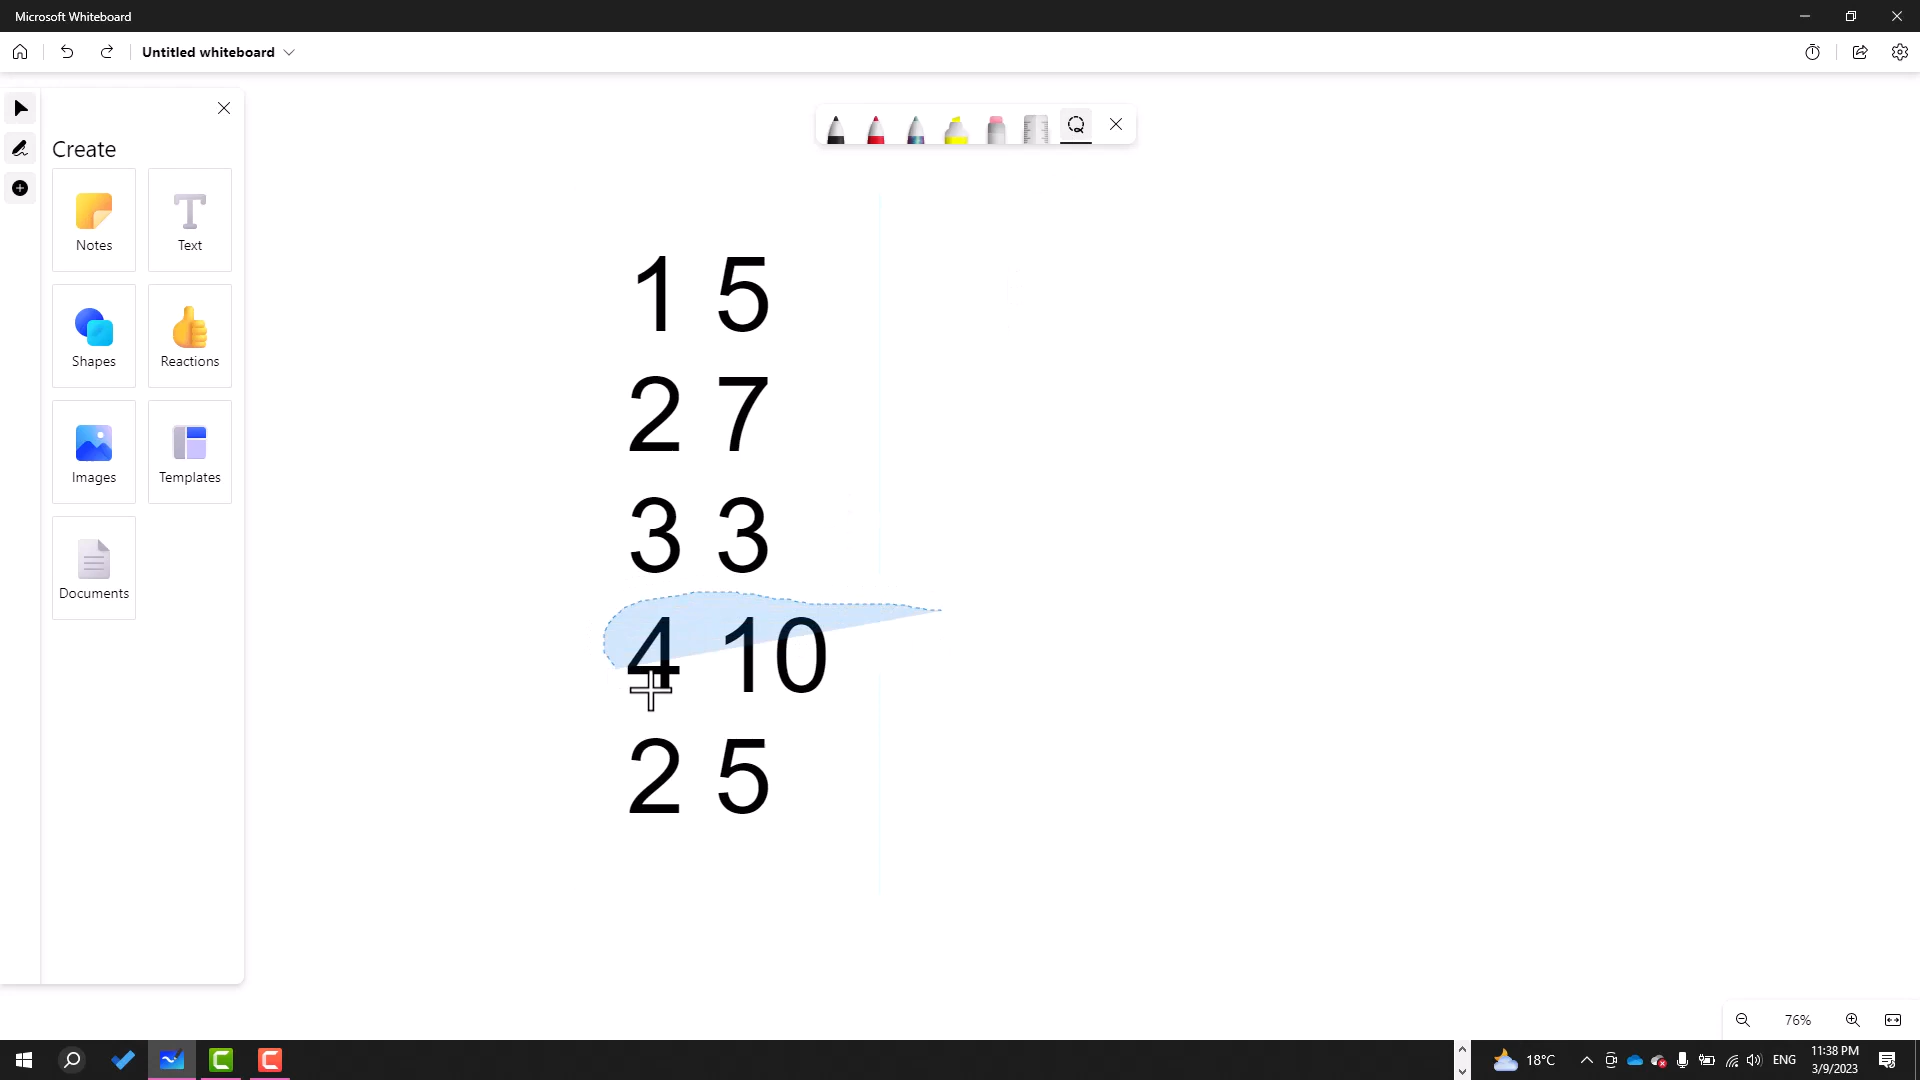 Microsoft Whiteboard
Untitled whiteboard
Create
Notes
Text
Shapes
Reactions
Images
Templates
Documents
1 5
2 7
3 3
4 10
2 5
76%
18°C
ENG
11:38 PM
3/9/2023